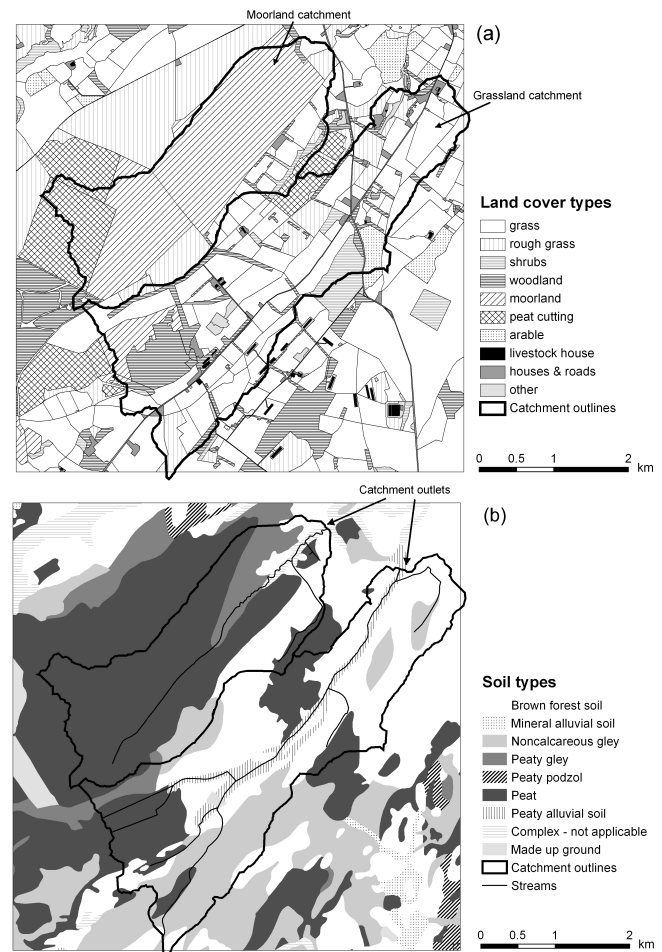 Moorland catchment
(a)
Grassland catchment
Land cover types
grass
rough grass
shrubs
woodland
moorland
peat cutting
arable
livestock house
houses & roads
other
Catchment outlines
0 0.5 1 2
km
Catchment outlets
(b)
Soil types
Brown forest soil
Mineral alluvial soil
Noncalcareous gley
Peaty gley
Peaty podzol
Peat
Peaty alluvial soil
Complex - not applicable
Made up ground
Catchment outlines
Streams
0 0.5 1 2
km